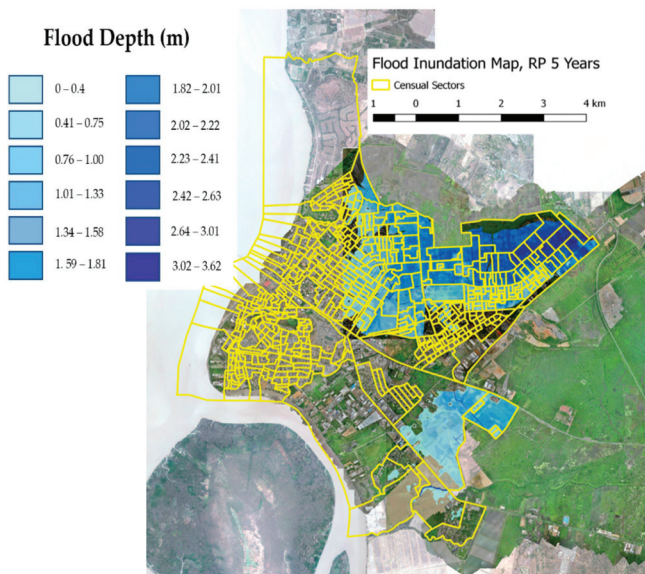 Flood Depth (m)
0 – 0.4
0.41 – 0.75
0.76 – 1.00
1.01 – 1.33
1.34 – 1.58
1. 59 – 1.81
1.82 – 2.01
2.02 – 2.22
2.23 – 2.41
2.42 – 2.63
2.64 – 3.01
3.02 – 3.62
Flood Inundation Map, RP 5 Years
Censual Sectors
1 0 1 2 3 4 km